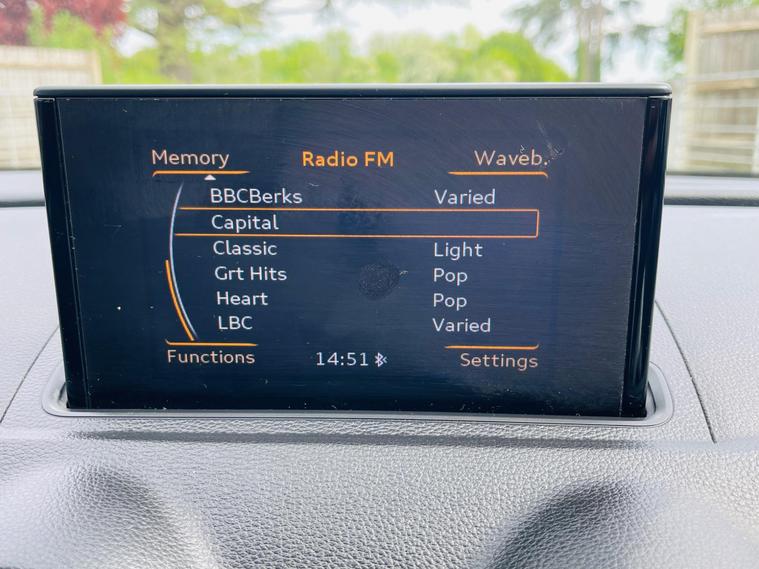 Memory Radio FM Waveb.
BBCBerks Varied
Capital
Classic Light
Grt Hits Pop
Heart Pop
LBC Varied
Functions 14:51 Settings